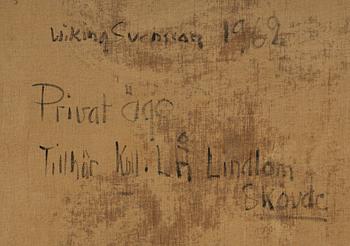 Wiking Svensson 1962
Privat ägo
Tillhör Kul. Lindlom
Skövde